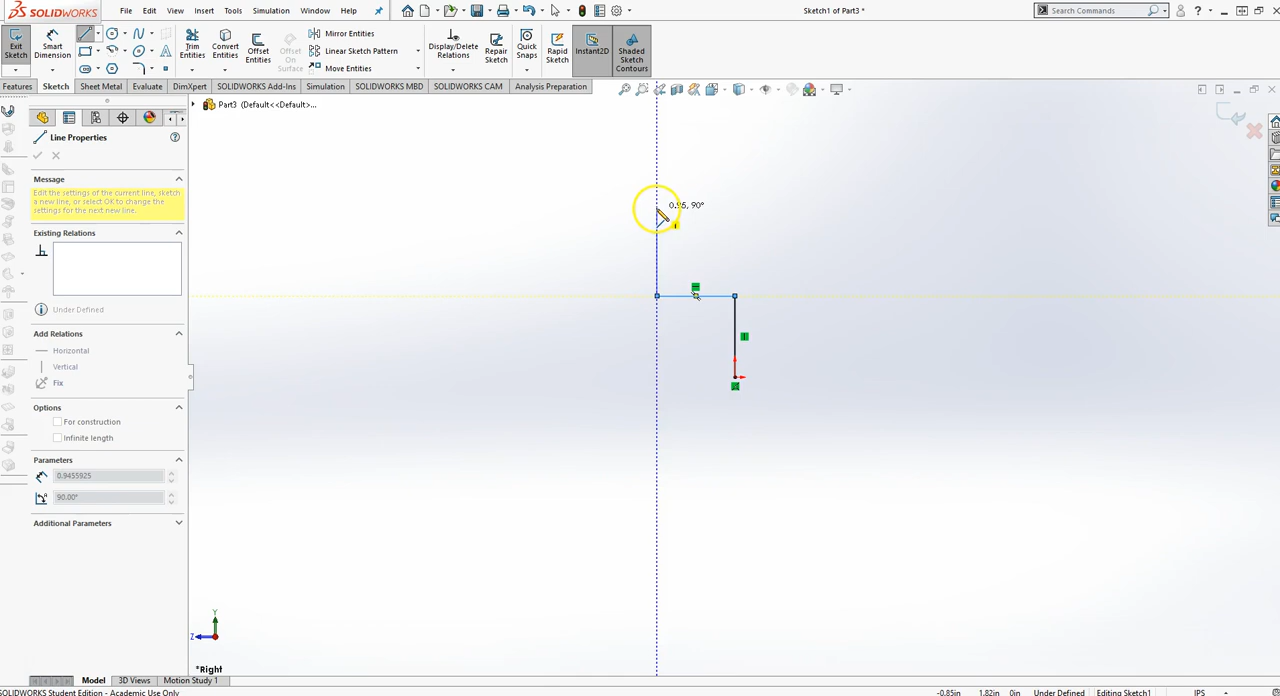 SOLIDWORKS
File Edit View Insert Tools Simulation Window Help
Sketch1 of Part3 *
Search Commands
Exit Sketch
Smart Dimension
Trim Entities
Convert Entities
Offset Entities
Offset On Surface
Mirror Entities
Linear Sketch Pattern
Move Entities
Display/Delete Relations
Repair Sketch
Quick Snaps
Rapid Sketch
Instant2D
Shaded Sketch Contours
Features Sketch Sheet Metal Evaluate DimXpert SOLIDWORKS Add-Ins Simulation SOLIDWORKS MBD SOLIDWORKS CAM Analysis Preparation
Part3 (Default<<Default>...
Line Properties
Message
Edit the settings of the current line, sketch
a new line, or select OK to change the
settings for the next new line.
Existing Relations
Under Defined
Add Relations
Horizontal
Vertical
Fix
Options
For construction
Infinite length
Parameters
0.9455925
90.00°
Additional Parameters
0.95, 90°
Y
Z
*Right
Model 3D Views Motion Study 1
SOLIDWORKS Student Edition - Academic Use Only
-0.85in 1.82in 0in Under Defined Editing Sketch1 IPS